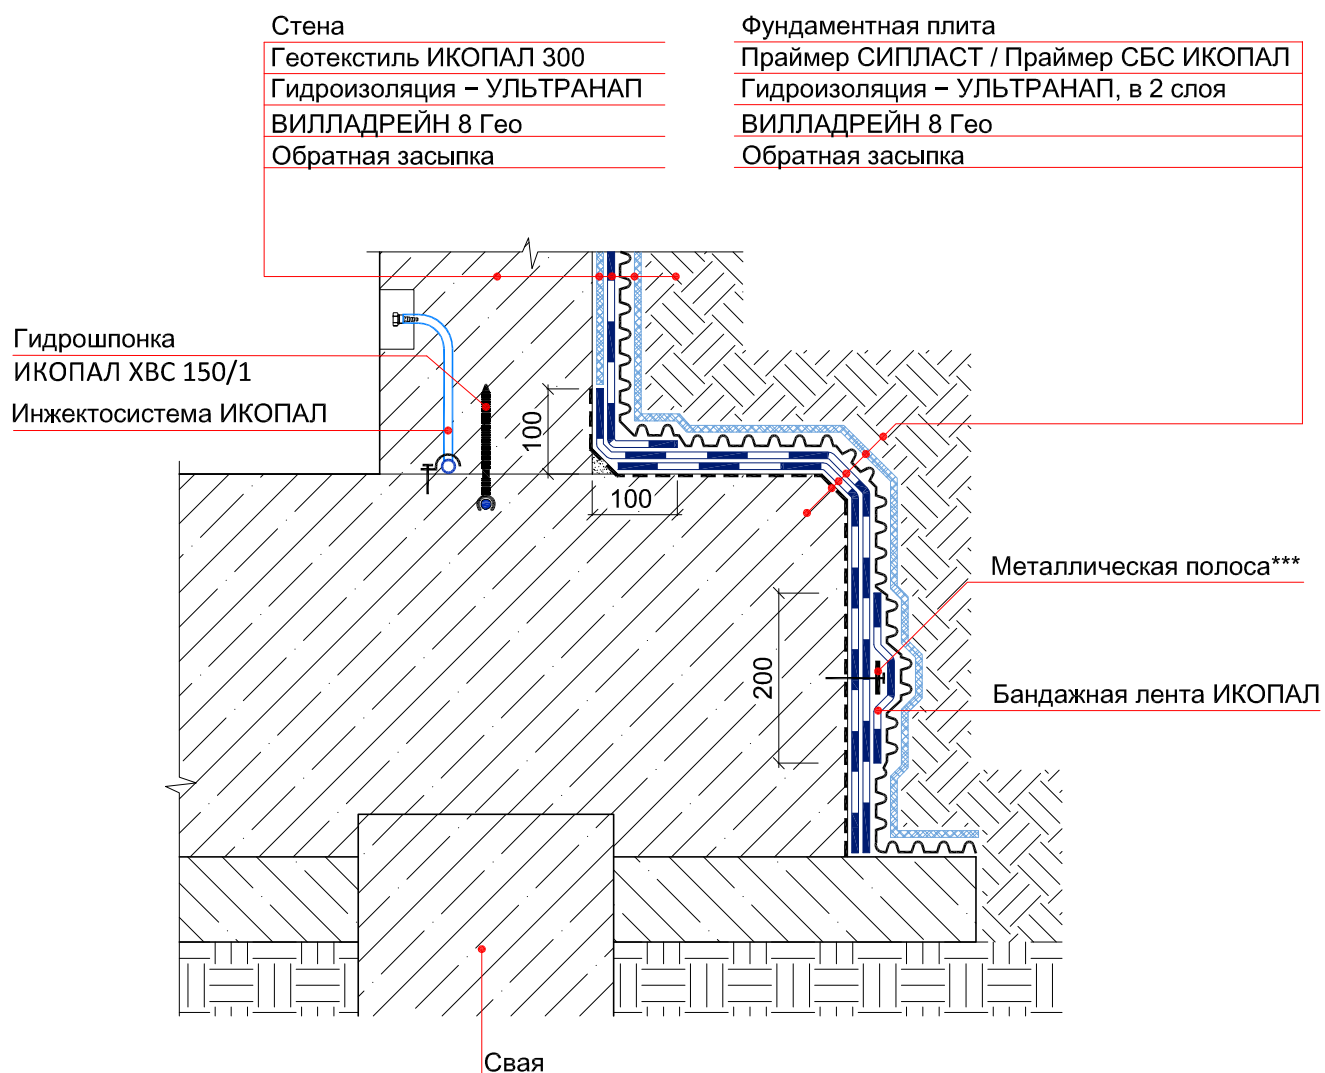 Стена
Геотекстиль ИКОПАЛ 300
Гидроизоляция – УЛЬТРАНАП
ВИЛЛАДРЕЙН 8 Гео
Обратная засыпка
Фундаментная плита
Праймер СИПЛАСТ / Праймер СБС ИКОПАЛ
Гидроизоляция – УЛЬТРАНАП, в 2 слоя
ВИЛЛАДРЕЙН 8 Гео
Обратная засыпка
Гидрошпонка
ИКОПАЛ ХВС 150/1
Инжектосистема ИКОПАЛ
100
100
Металлическая полоса***
200
Бандажная лента ИКОПАЛ
Свая